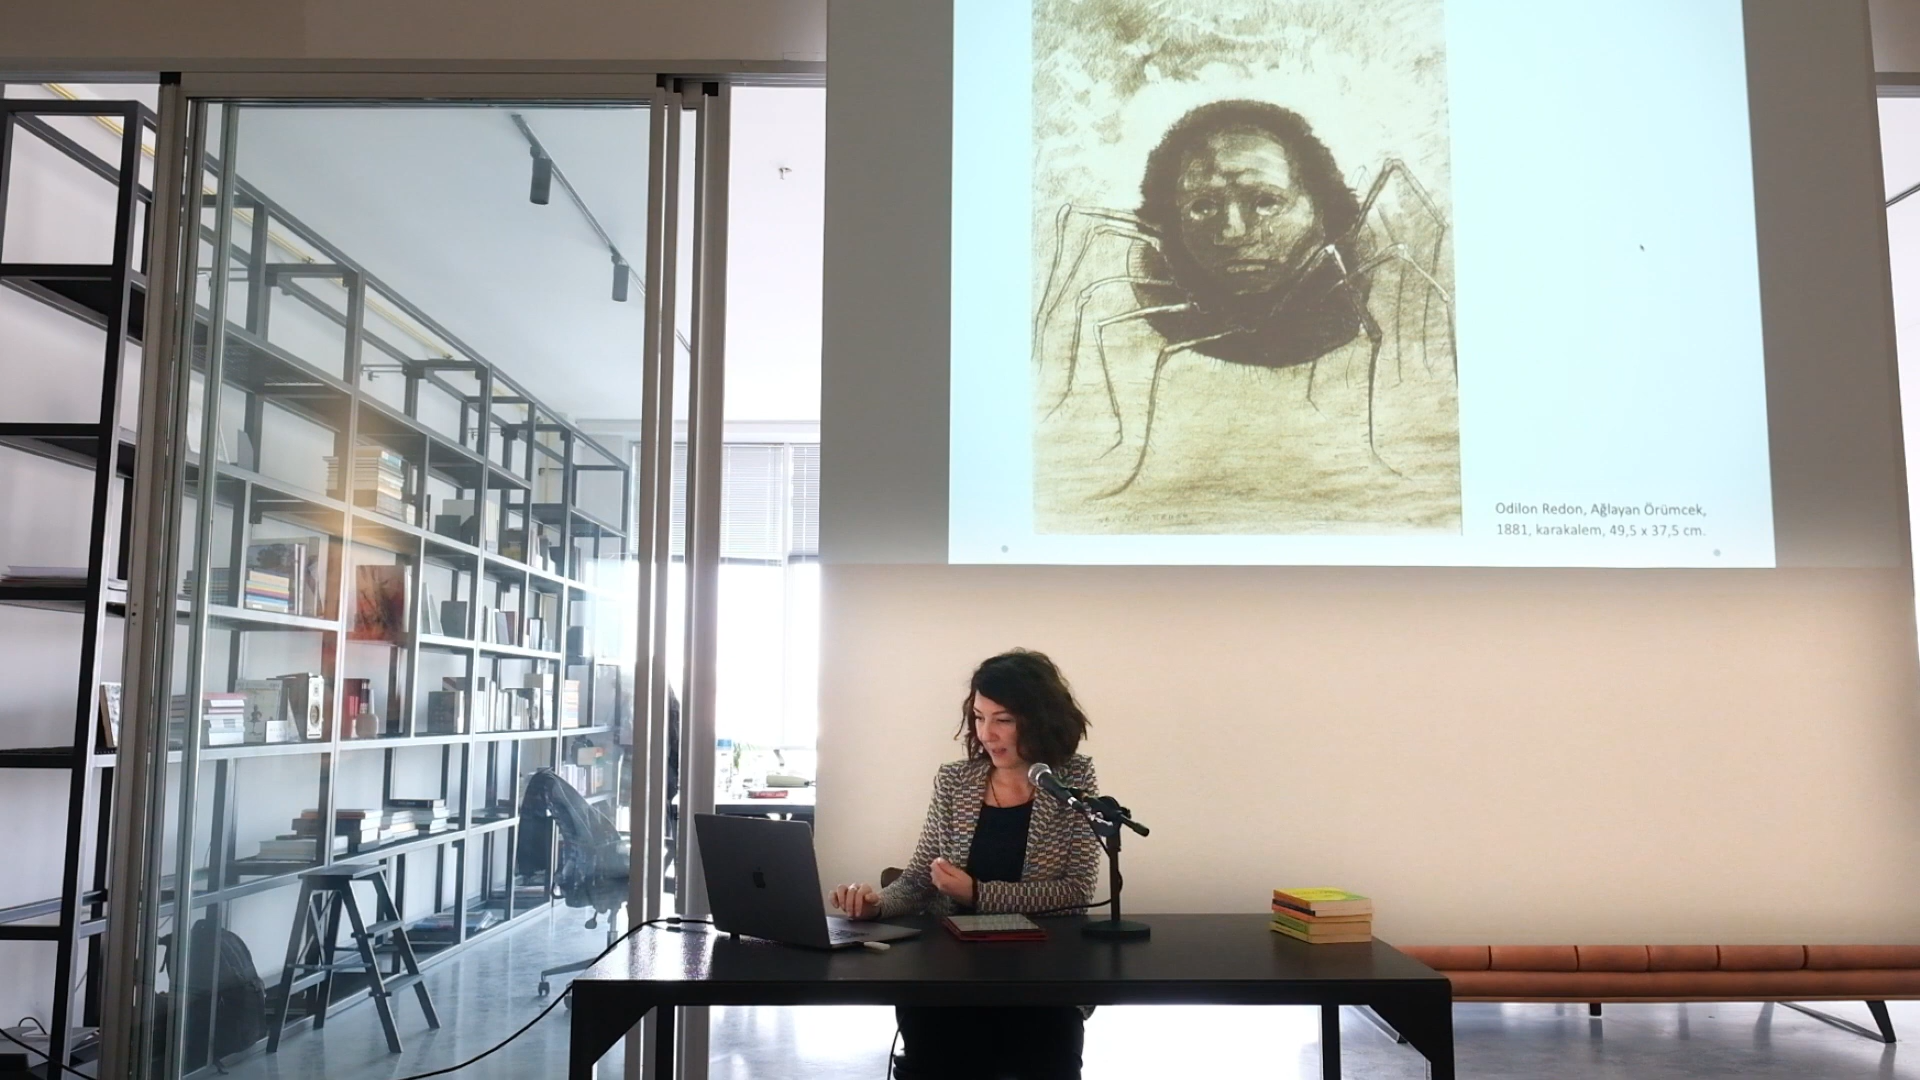 Odilon Redon, Ağlayan Örümcek,
1881, karakalem, 49,5 x 37,5 cm.